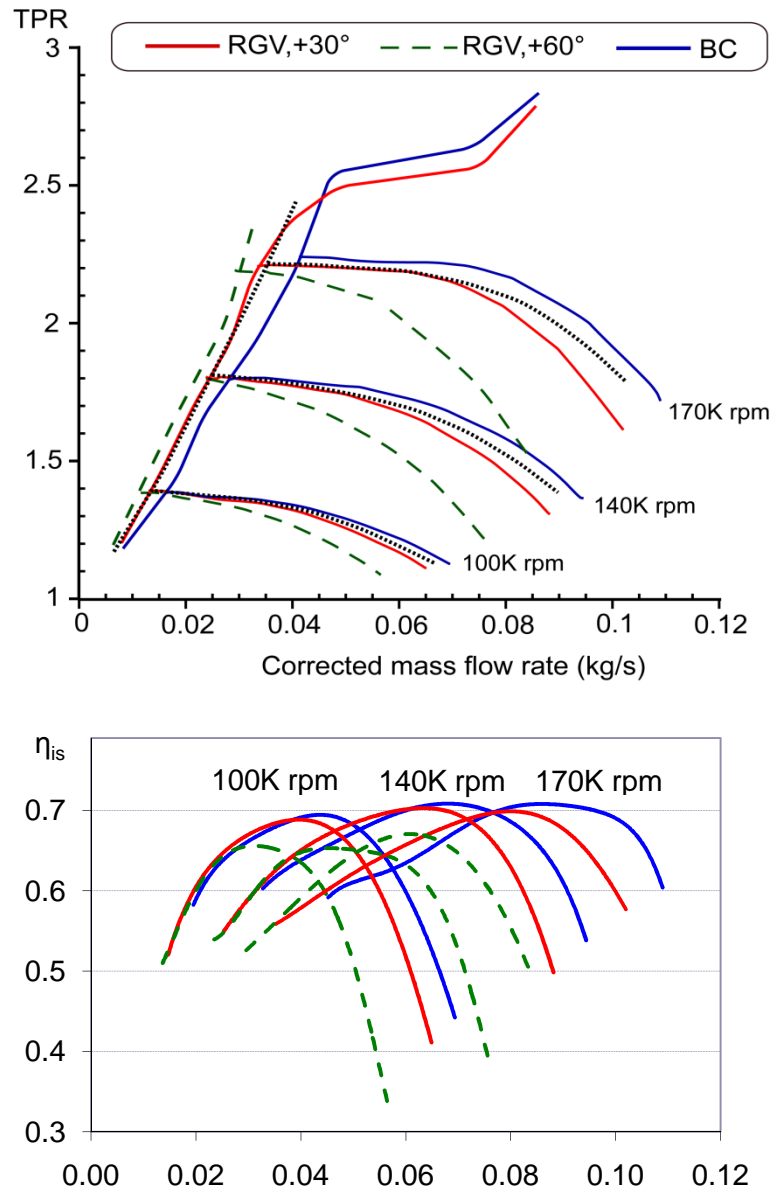 TPR
RGV,+30° RGV,+60° BC
3
2.5
2
1.5
1
170K rpm
140K rpm
100K rpm
0 0.02 0.04 0.06 0.08 0.1 0.12
Corrected mass flow rate (kg/s)
ηis
100K rpm 140K rpm 170K rpm
0.7
0.6
0.5
0.4
0.3
0.00 0.02 0.04 0.06 0.08 0.10 0.12